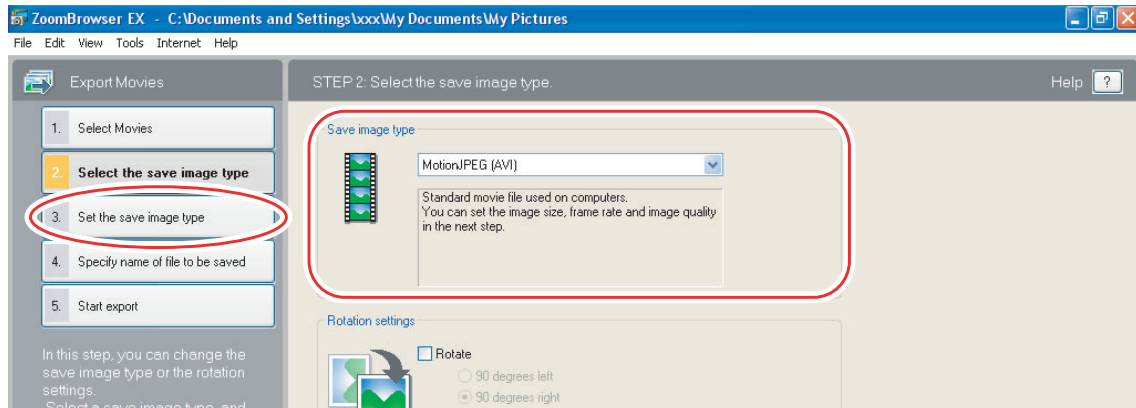 ZoomBrowser EX - C:\Documents and Settings\xxx\My Documents\My Pictures
File Edit View Tools Internet Help
Export Movies
STEP 2: Select the save image type.
Help ?
1. Select Movies
2. Select the save image type
3. Set the save image type
4. Specify name of file to be saved
5. Start export
In this step, you can change the
save image type or the rotation
settings.
Select a save image type, and
Save image type
MotionJPEG (AVI)
Standard movie file used on computers.
You can set the image size, frame rate and image quality
in the next step.
Rotation settings
Rotate
90 degrees left
90 degrees right